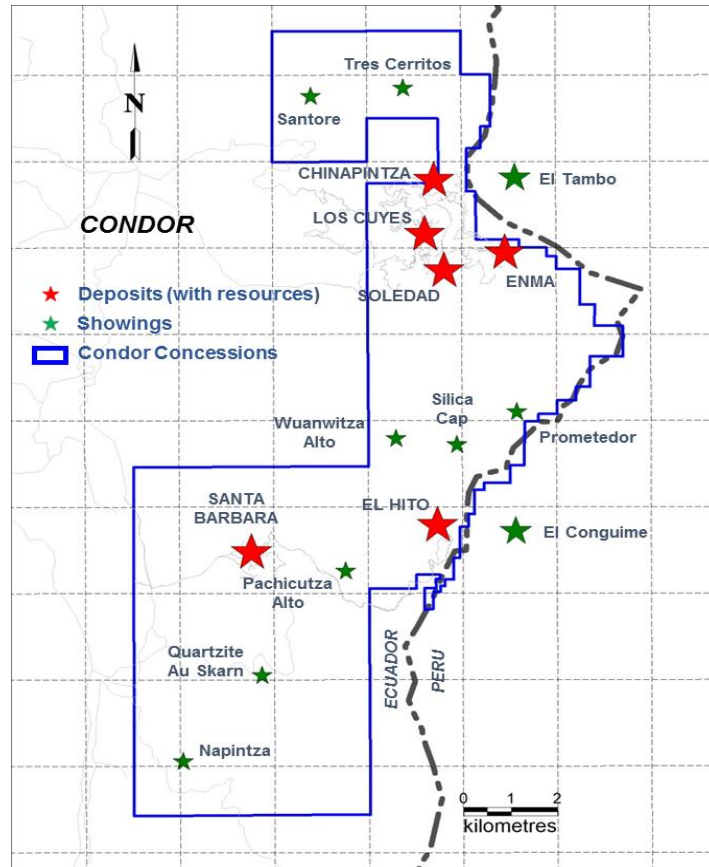 Tres Cerritos
Santore
N
CHINAPINTZA
El Tambo
LOS CUYES
CONDOR
ENMA
SOLEDAD
Deposits (with resources)
Showings
Condor Concessions
Silica
Cap
Wuanwitza
Alto
Prometedor
SANTA
BARBARA
EL HITO
El Conguime
Pachicutza
Alto
Quartzite
Au Skarn
ECUADOR
PERU
Napintza
0 1 2
kilometres